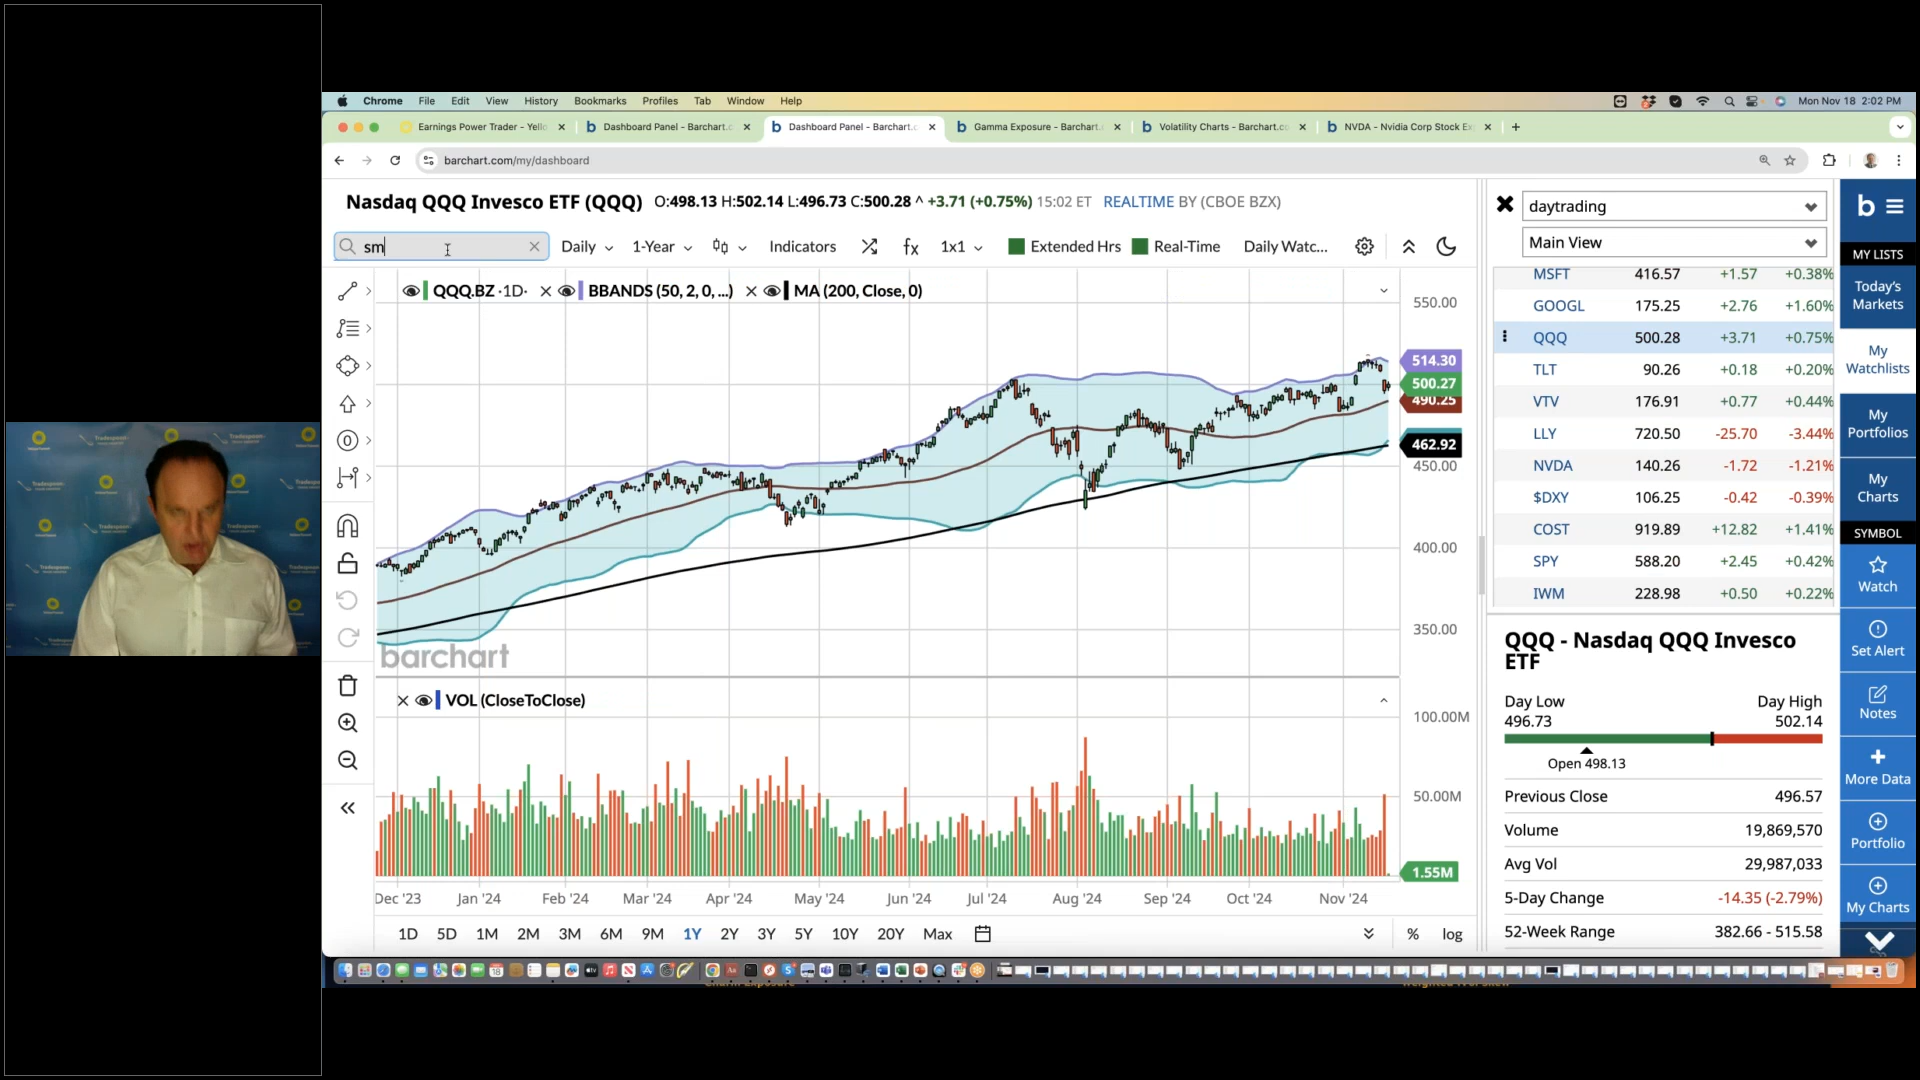 Chrome File Edit View History Bookmarks Profiles Tab Window Help Mon Nov 18 2:02 PM
Earnings Power Trader - Yello Dashboard Panel - Barchart.c Dashboard Panel - Barchart.c Gamma Exposure - Barchart. Volatility Charts - Barchart.co NVDA - Nvidia Corp Stock Ex
barchart.com/my/dashboard
Nasdaq QQQ Invesco ETF (QQQ) O:498.13 H:502.14 L:496.73 C:500.28 ^ +3.71 (+0.75%) 15:02 ET REALTIME BY (CBOE BZX)
sm Daily 1-Year Indicators fx 1x1 Extended Hrs Real-Time Daily Watc...
QQQ.BZ ·1D· BBANDS (50, 2, 0, ...) MA (200, Close, 0)
550.00
514.30
500.27
490.25
462.92
450.00
400.00
350.00
barchart
VOL (CloseToClose)
100.00M
50.00M
1.55M
Dec '23 Jan '24 Feb '24 Mar '24 Apr '24 May '24 Jun '24 Jul '24 Aug '24 Sep '24 Oct '24 Nov '24
1D 5D 1M 2M 3M 6M 9M 1Y 2Y 3Y 5Y 10Y 20Y Max % log
daytrading
Main View
MSFT 416.57 +1.57 +0.38%
GOOGL 175.25 +2.76 +1.60%
QQQ 500.28 +3.71 +0.75%
TLT 90.26 +0.18 +0.20%
VTV 176.91 +0.77 +0.44%
LLY 720.50 -25.70 -3.44%
NVDA 140.26 -1.72 -1.21%
$DXY 106.25 -0.42 -0.39%
COST 919.89 +12.82 +1.41%
SPY 588.20 +2.45 +0.42%
IWM 228.98 +0.50 +0.22%
QQQ - Nasdaq QQQ Invesco
ETF
Day Low Day High
496.73 502.14
Open 498.13
Previous Close 496.57
Volume 19,869,570
Avg Vol 29,987,033
5-Day Change -14.35 (-2.79%)
52-Week Range 382.66 - 515.58
b
MY LISTS
Today's
Markets
My
Watchlists
My
Portfolios
My
Charts
SYMBOL
Watch
Set Alert
Notes
More Data
Portfolio
My Charts